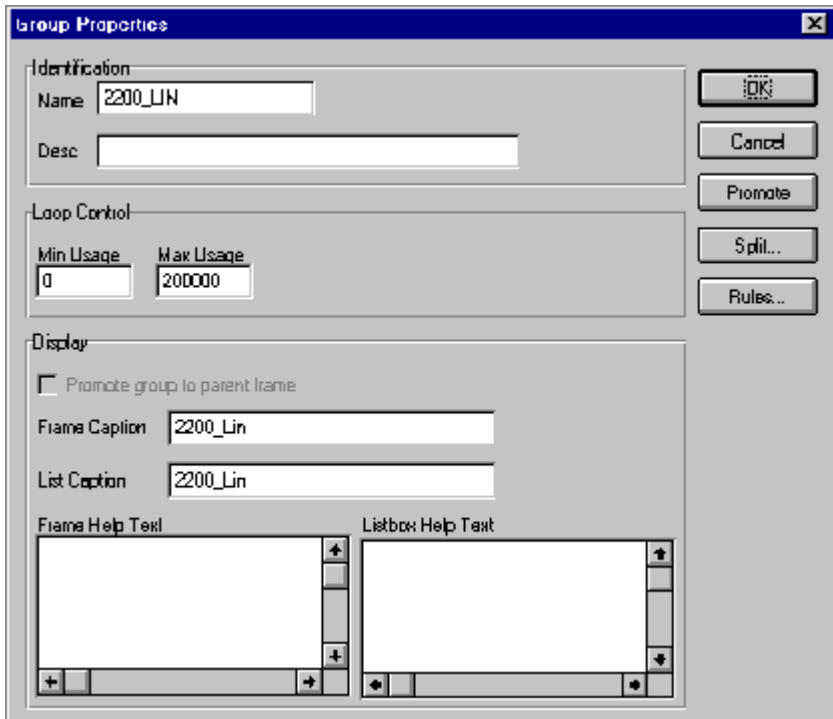 Group Properties
Identification
Name 2200_LIN
Desc
OK
Cancel
Promote
Split...
Rules...
Loop Control
Min Usage Max Usage
0 200000
Display
Promote group to parent frame
Frame Caption 2200_Lin
List Caption 2200_Lin
Frame Help Text Listbox Help Text